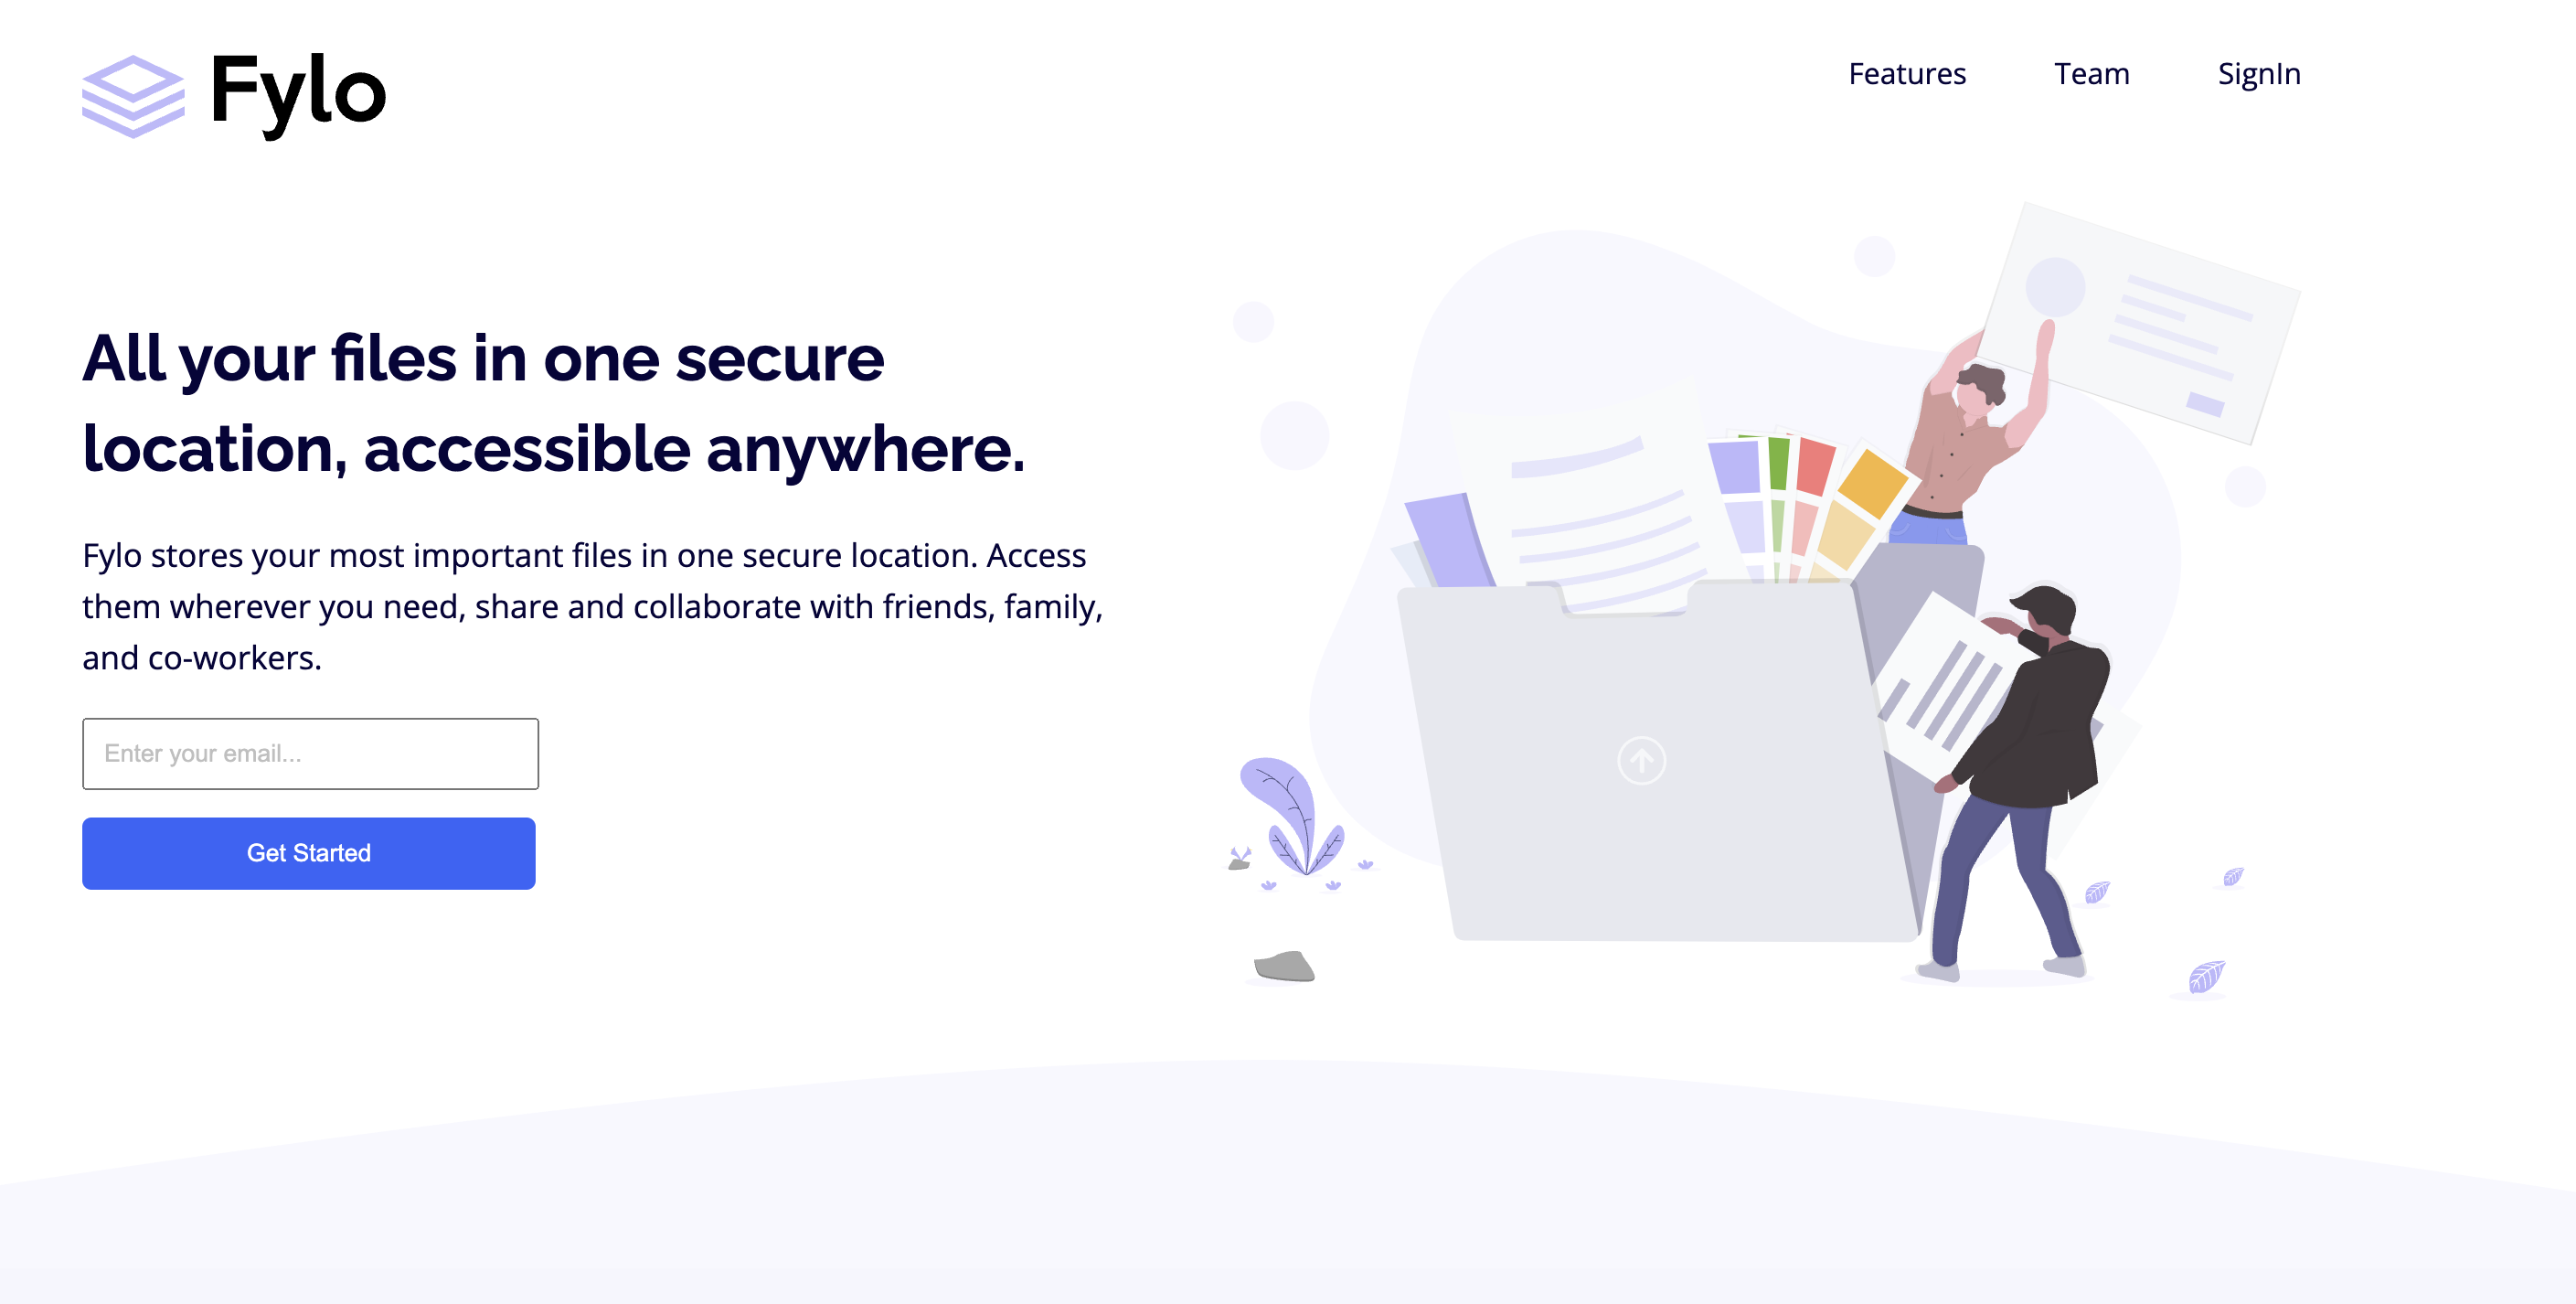 Fylo
Features
Team
SignIn
All your files in one secure
location, accessible anywhere.
Fylo stores your most important files in one secure location. Access
them wherever you need, share and collaborate with friends, family,
and co-workers.
Enter your email...
Get Started